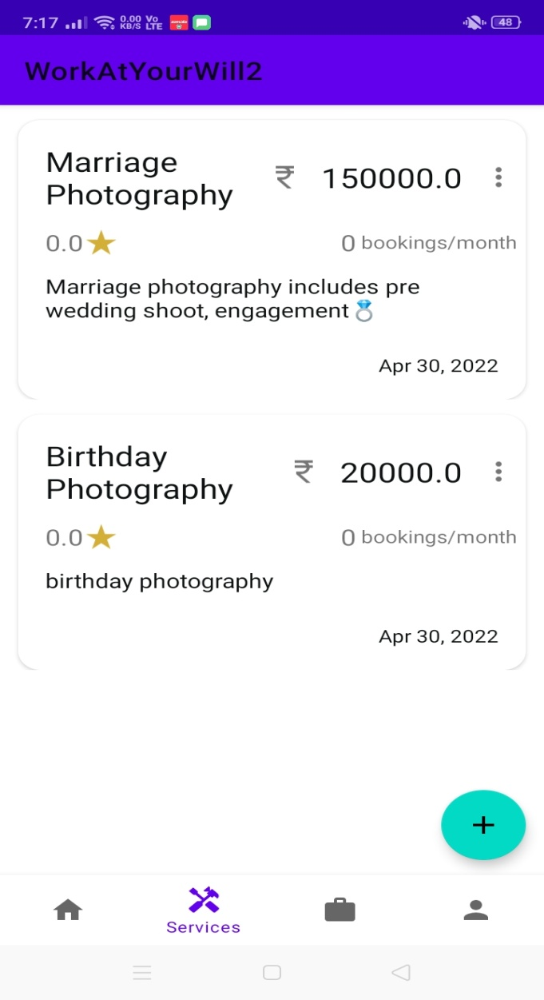 7:17 0.00 KB/S Vo LTE 48
WorkAtYourWill2
Marriage
Photography
₹ 150000.0
0.0 0 bookings/month
Marriage photography includes pre
wedding shoot, engagement 💍
Apr 30, 2022
Birthday
Photography
₹ 20000.0
0.0 0 bookings/month
birthday photography
Apr 30, 2022
+
Services